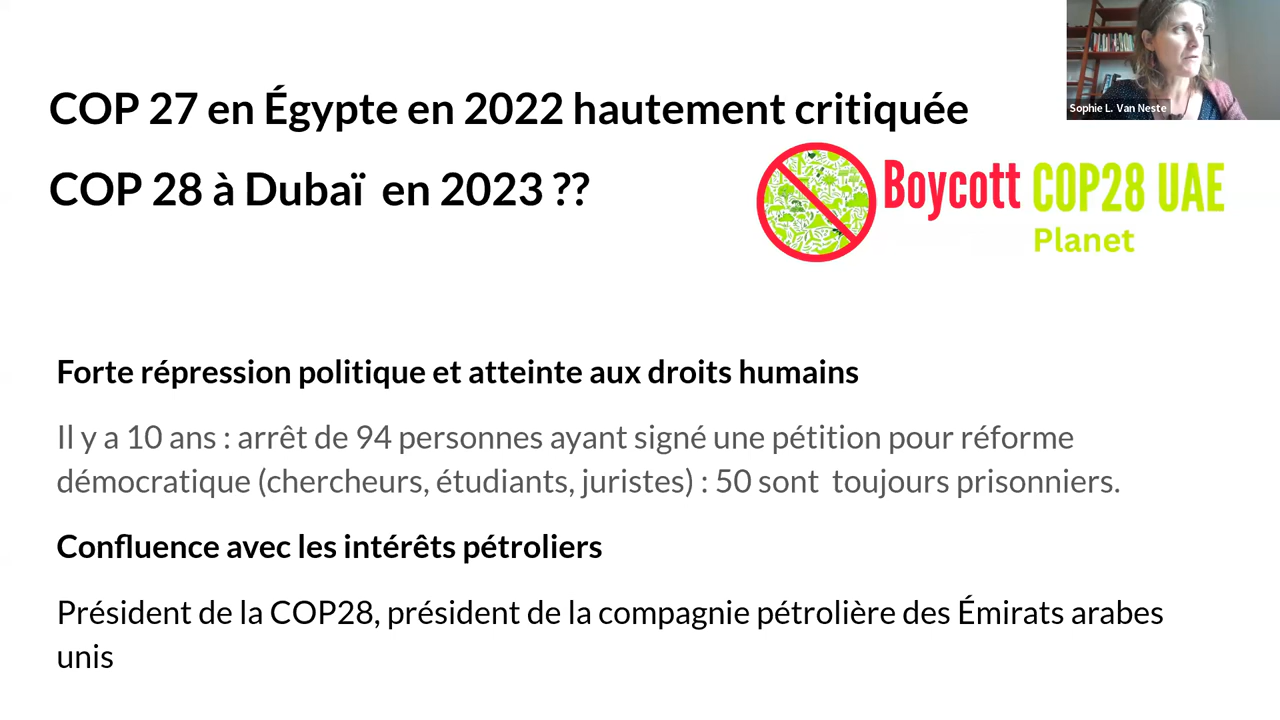 Sophie L. Van Neste
COP 27 en Égypte en 2022 hautement critiquée
COP 28 à Dubaï en 2023 ??
Boycott COP28 UAE
Planet
Forte répression politique et atteinte aux droits humains
Il y a 10 ans : arrêt de 94 personnes ayant signé une pétition pour réforme
démocratique (chercheurs, étudiants, juristes) : 50 sont toujours prisonniers.
Confluence avec les intérêts pétroliers
Président de la COP28, président de la compagnie pétrolière des Émirats arabes
unis